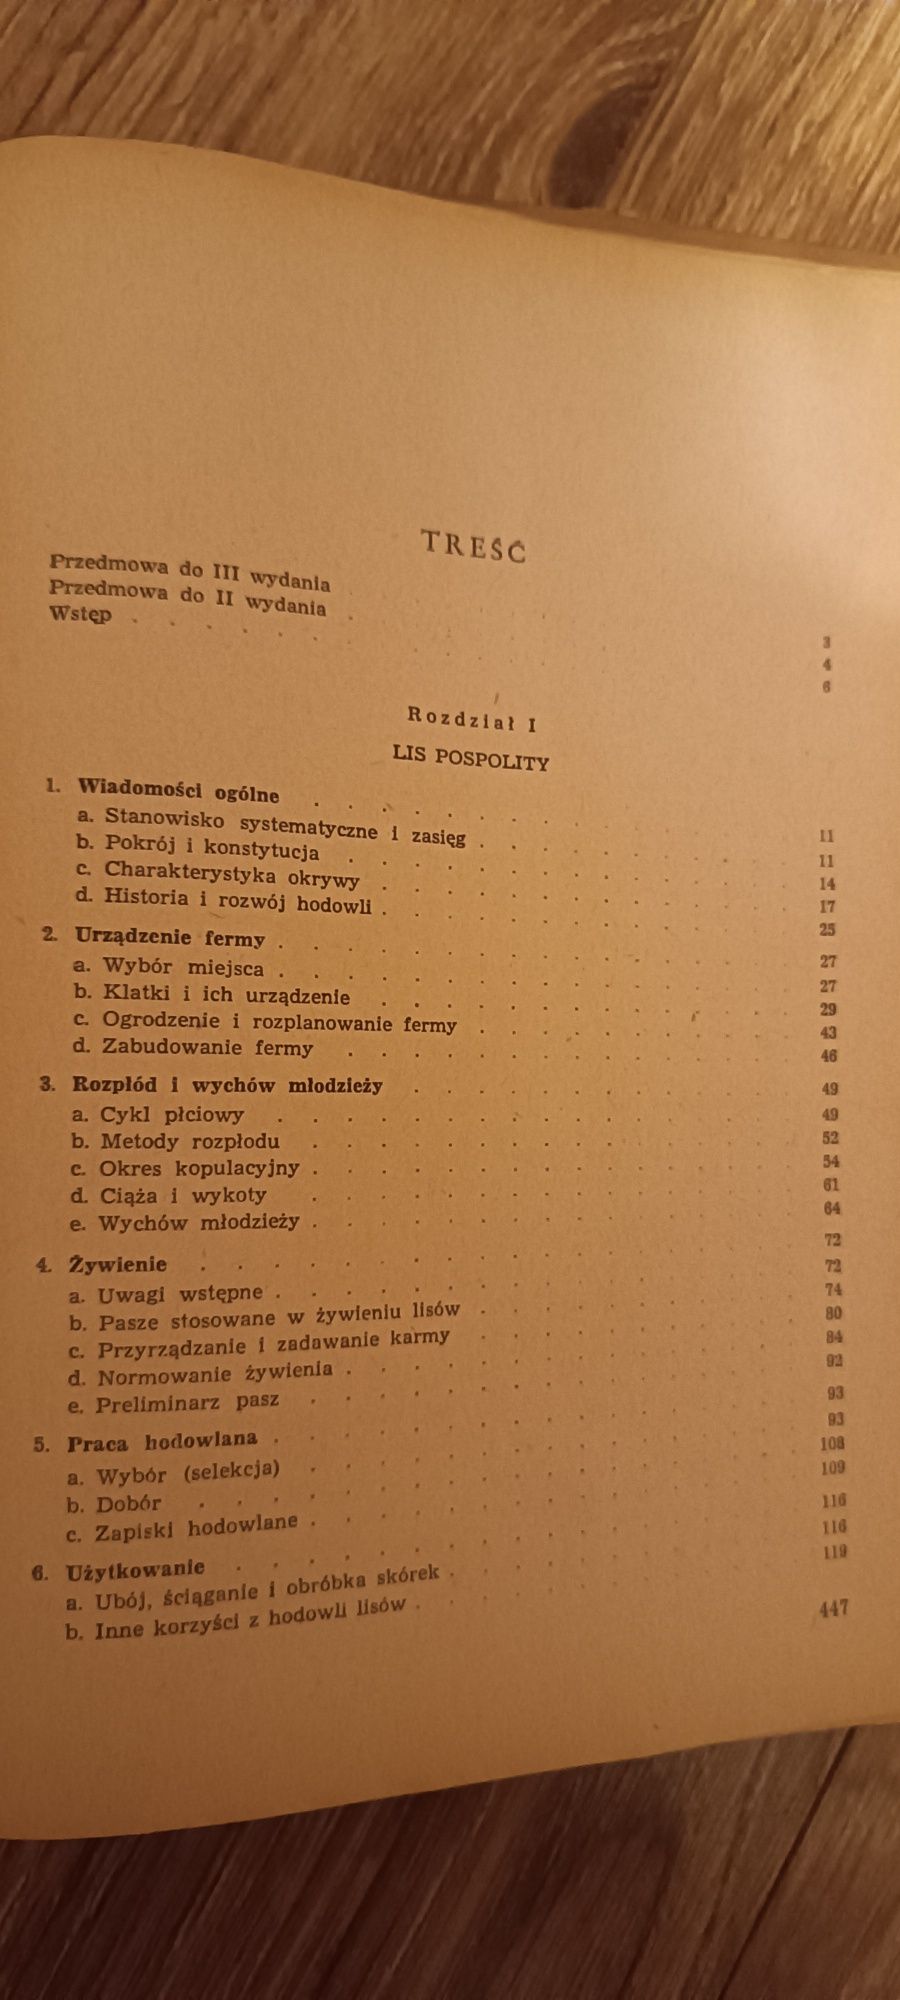 TREŚĆ
Przedmowa do III wydania . 3
Przedmowa do II wydania . 4
Wstęp . . . . . . 6
Rozdział I
LIS POSPOLITY
1. Wiadomości ogólne . . . . . . 11
a. Stanowisko systematyczne i zasięg . . . . . . 11
b. Pokrój i konstytucja . . . . . . 14
c. Charakterystyka okrywy . . . . . . 17
d. Historia i rozwój hodowli . . . . . . 25
2. Urządzenie fermy . . . . . . 27
a. Wybór miejsca . . . . . . 27
b. Klatki i ich urządzenie . . . . . . 29
c. Ogrodzenie i rozplanowanie fermy . . . . . . 43
d. Zabudowanie fermy . . . . . . 46
3. Rozpłód i wychów młodzieży . . . . . . 49
a. Cykl płciowy . . . . . . 49
b. Metody rozpłodu . . . . . . 52
c. Okres kopulacyjny . . . . . . 54
d. Ciąża i wykoty . . . . . . 61
e. Wychów młodzieży . . . . . . 64
4. Żywienie . . . . . . 72
a. Uwagi wstępne . . . . . . 72
b. Pasze stosowane w żywieniu lisów . . . . . . 74
c. Przyrządzanie i zadawanie karmy . . . . . . 80
d. Normowanie żywienia . . . . . . 84
e. Preliminarz pasz . . . . . . 92
5. Praca hodowlana . . . . . . 93
a. Wybór (selekcja) . . . . . . 93
b. Dobór . . . . . . 108
c. Zapiski hodowlane . . . . . . 109
6. Użytkowanie . . . . . . 116
a. Ubój, ściąganie i obróbka skórek . . . . . . 116
b. Inne korzyści z hodowli lisów . . . . . . 119
447